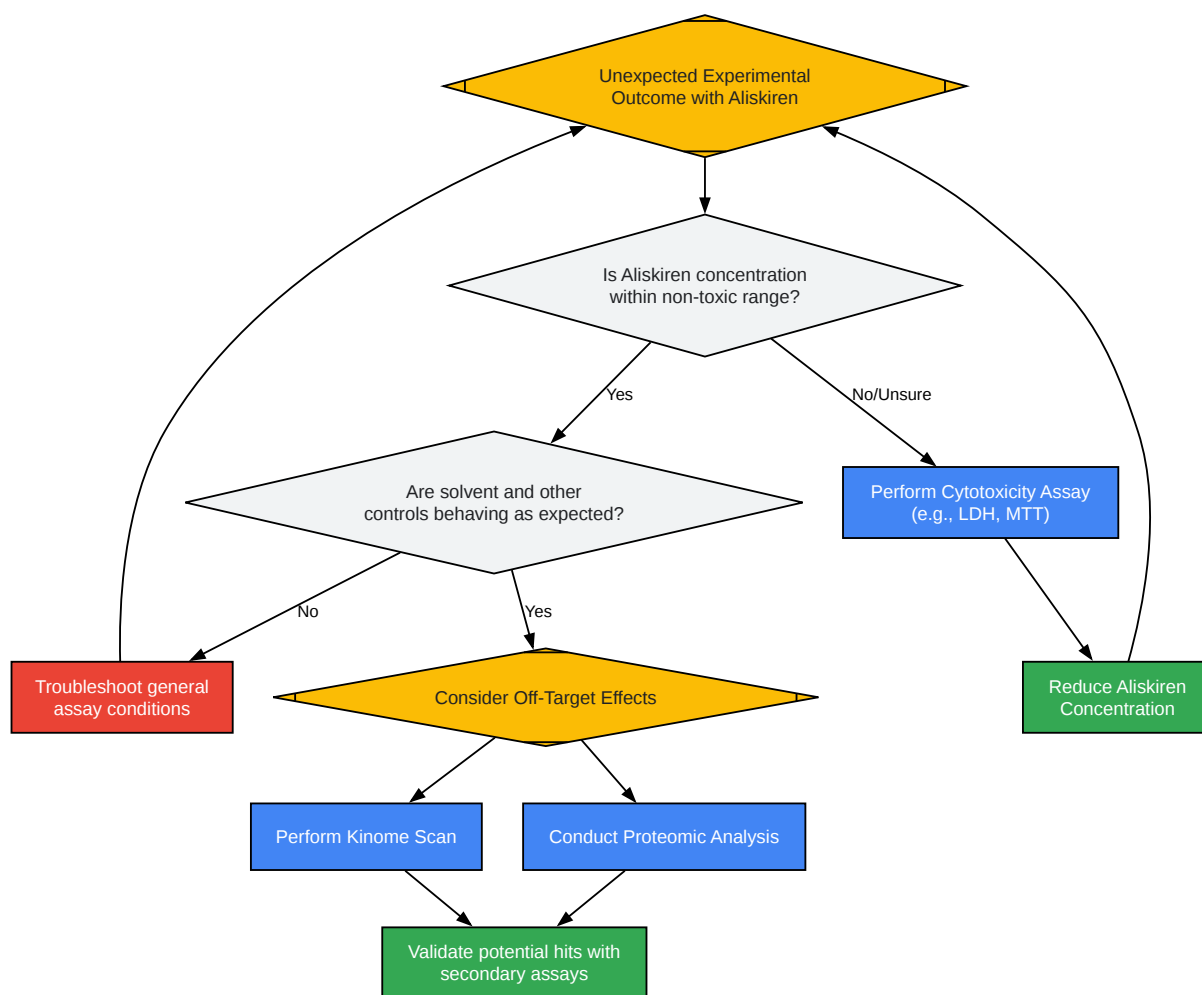 Unexpected Experimental
Outcome with Aliskiren
Is Aliskiren concentration
within non-toxic range?
Yes
No/Unsure
Are solvent and other
controls behaving as expected?
Perform Cytotoxicity Assay
(e.g., LDH, MTT)
No
Yes
Troubleshoot general
assay conditions
Consider Off-Target Effects
Reduce Aliskiren
Concentration
Perform Kinome Scan
Conduct Proteomic Analysis
Validate potential hits with
secondary assays